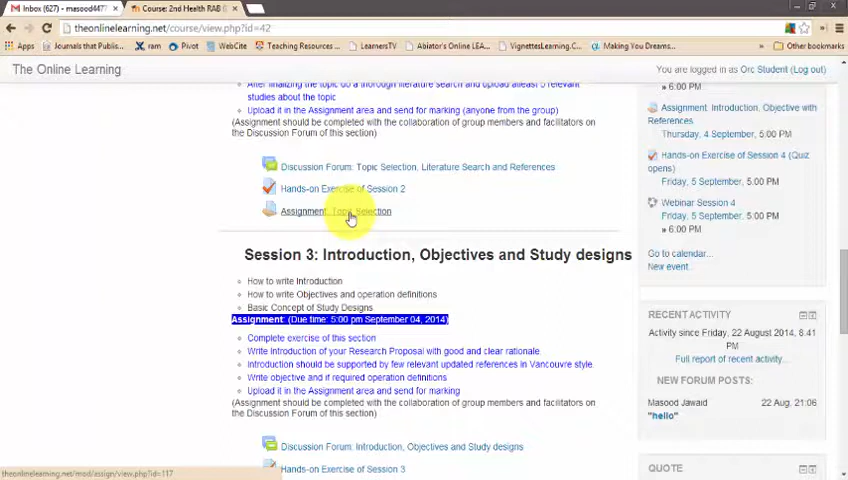 Inbox (627) - masood4477
Course: 2nd Health RAB
theonlinelearning.net/course/view.php?id=42
Apps
Journals that Publis...
ram
Pivot
WebCite
Teaching Resources...
LearnersTV
Abiator's Online LEA...
VignettesLearning.C...
Making You Dreams...
Other bookmarks
The Online Learning
You are logged in as Orc Student (Log out)
After finalizing the topic do a thorough literature search and upload atleast 5 relevant
studies about the topic
Upload it in the Assignment area and send for marking (anyone from the group)
(Assignment should be completed with the collaboration of group members and facilitators on
the Discussion Forum of this section)
Discussion Forum: Topic Selection, Literature Search and References
Hands-on Exercise of Session 2
Assignment: Topic Selection
Session 3: Introduction, Objectives and Study designs
How to write Introduction
How to write Objectives and operation definitions
Basic Concept of Study Designs
Assignment: (Due time: 5:00 pm September 04, 2014)
Complete exercise of this section
Write Introduction of your Research Proposal with good and clear rationale.
Introduction should be supported by few relevant updated references in Vancouvre style.
Write objective and if required operation definitions
Upload it in the Assignment area and send for marking
(Assignment should be completed with the collaboration of group members and facilitators on
the Discussion Forum of this section)
Discussion Forum: Introduction, Objectives and Study designs
Hands-on Exercise of Session 3
» 6:00 PM
Assignment: Introduction, Objective with
References
Thursday, 4 September, 5:00 PM
Hands-on Exercise of Session 4 (Quiz
opens)
Friday, 5 September, 5:00 PM
Webinar Session 4
Friday, 5 September, 5:00 PM
» 6:00 PM
Go to calendar...
New event...
RECENT ACTIVITY
Activity since Friday, 22 August 2014, 8:41
PM
Full report of recent activity...
NEW FORUM POSTS:
Masood Jawaid 22 Aug, 21:06
"hello"
QUOTE
theonlinelearning.net/mod/assign/view.php?id=117